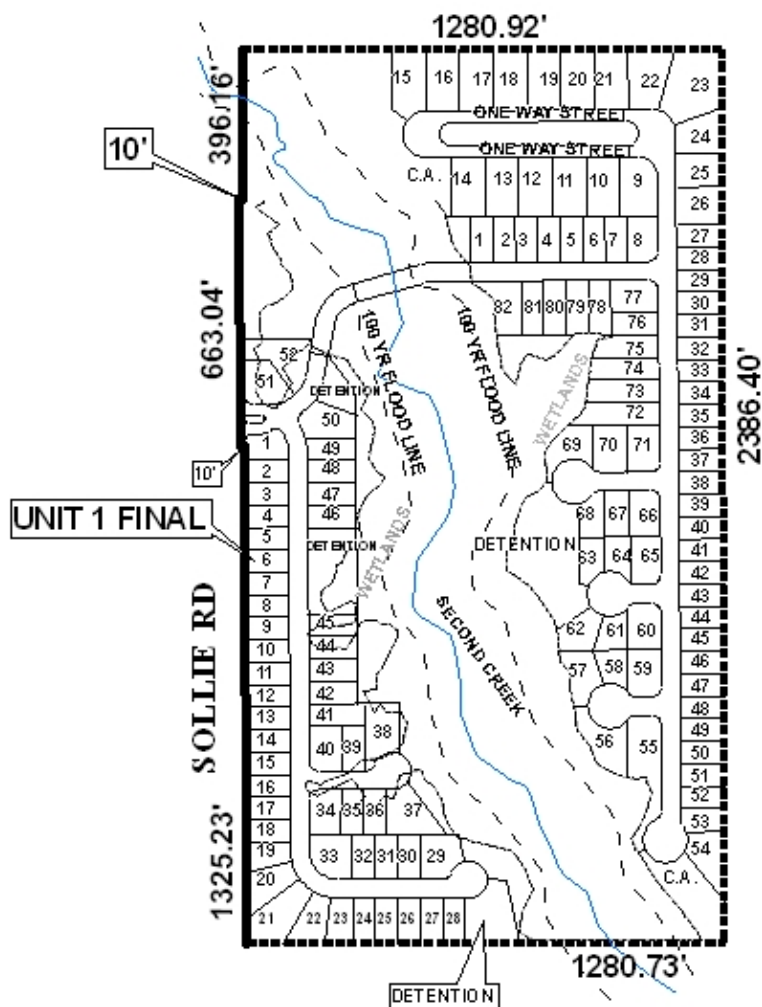 1280.92'
396.16'
10'
663.04'
10'
UNIT 1 FINAL
SOLLIE RD
1325.23'
2386.40'
1280.73'
DETENTION
15 16 17 18 19 20 21 22 23
ONE WAY STREET
ONE WAY STREET
24
25
26
27
28
29
30
31
32
33
34
35
36
37
38
39
40
41
42
43
44
45
46
47
48
49
50
51
52
53
54
C.A.
C.A.
14 13 12 11 10 9
1 2 3 4 5 6 7 8
82 81 80 79 78 77
76
75
74
73
72
69 70 71
68 67 66
63 64 65
62 61 60
57 58 59
56 55
100 YR FLOOD LINE
100 YR FLOOD LINE
WETLANDS
WETLANDS
DETENTION
SECOND CREEK
52
51
DETENTION
50
49
48
47
46
DETENTION
45
44
43
42
41
40 39 38
34 35 36 37
33 32 31 30 29
1
2
3
4
5
6
7
8
9
10
11
12
13
14
15
16
17
18
19
20
21 22 23 24 25 26 27 28